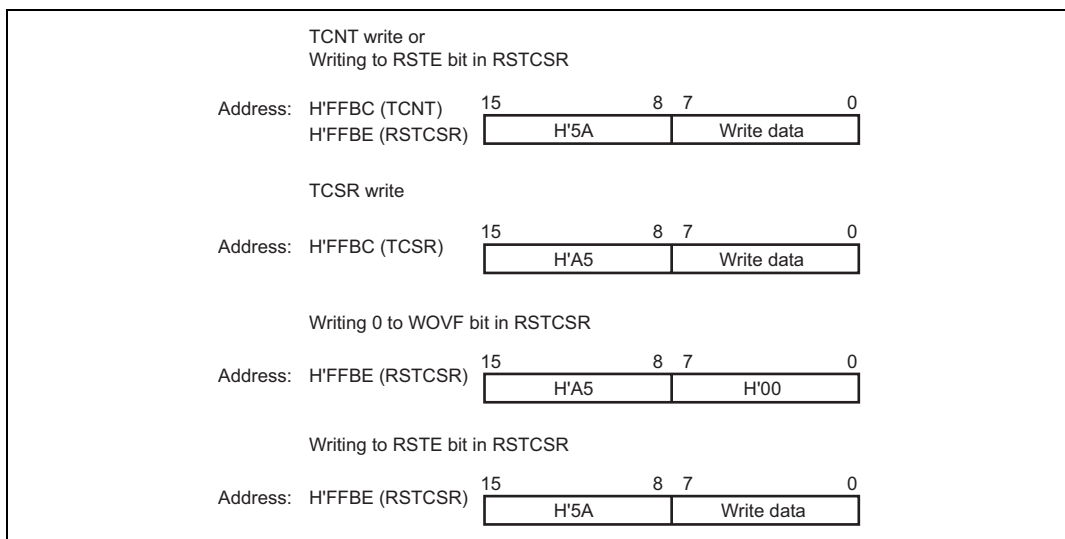 TCNT write or
Writing to RSTE bit in RSTCSR
Address: H'FFBC (TCNT) 15 8 7 0
H'FFBE (RSTCSR) H'5A Write data
TCSR write
15 8 7 0
Address: H'FFBC (TCSR) H'A5 Write data
Writing 0 to WOVF bit in RSTCSR
15 8 7 0
Address: H'FFBE (RSTCSR) H'A5 H'00
Writing to RSTE bit in RSTCSR
15 8 7 0
Address: H'FFBE (RSTCSR) H'5A Write data